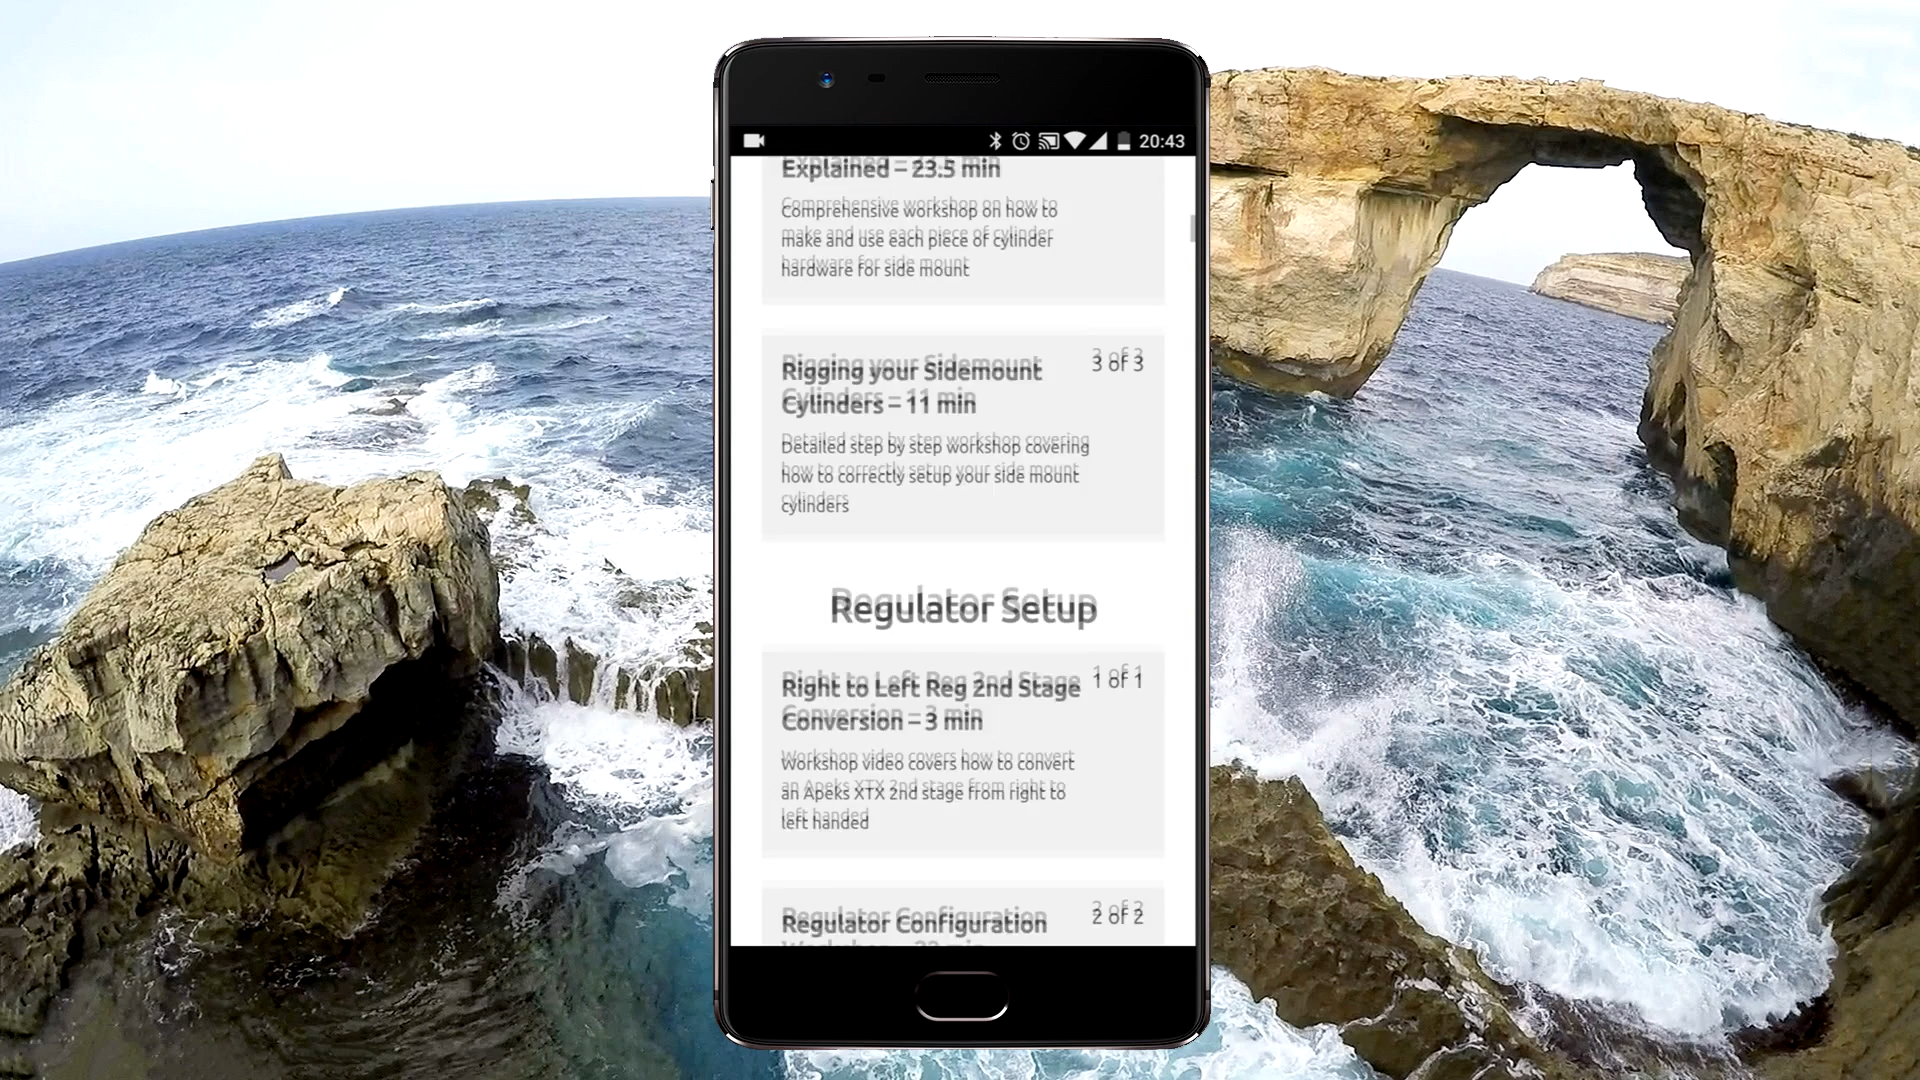 20:43
Explained – 23.5 min
Comprehensive workshop on how to
make and use each piece of cylinder
hardware for side mount
Rigging your Sidemount
3 of 3
Cylinders – 11 min
Detailed step by step workshop covering
how to correctly setup your side mount
cylinders
Regulator Setup
Right to Left Reg 2nd Stage
1 of 1
Conversion – 3 min
Workshop video covers how to convert
an Apeks XTX 2nd stage from right to
left handed
Regulator Configuration
2 of 2